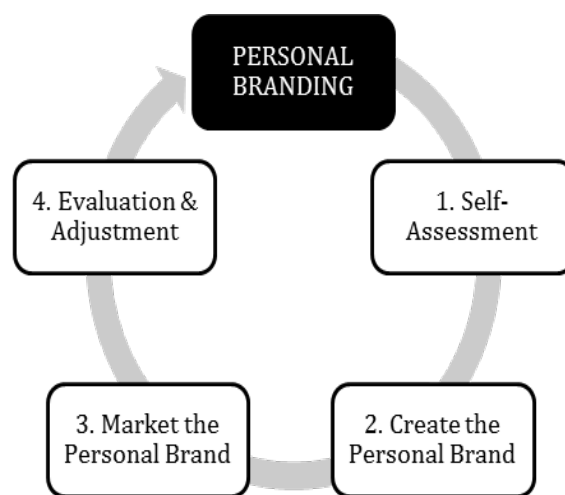 PERSONAL
BRANDING
1. Self-
Assessment
2. Create the
Personal Brand
3. Market the
Personal Brand
4. Evaluation &
Adjustment